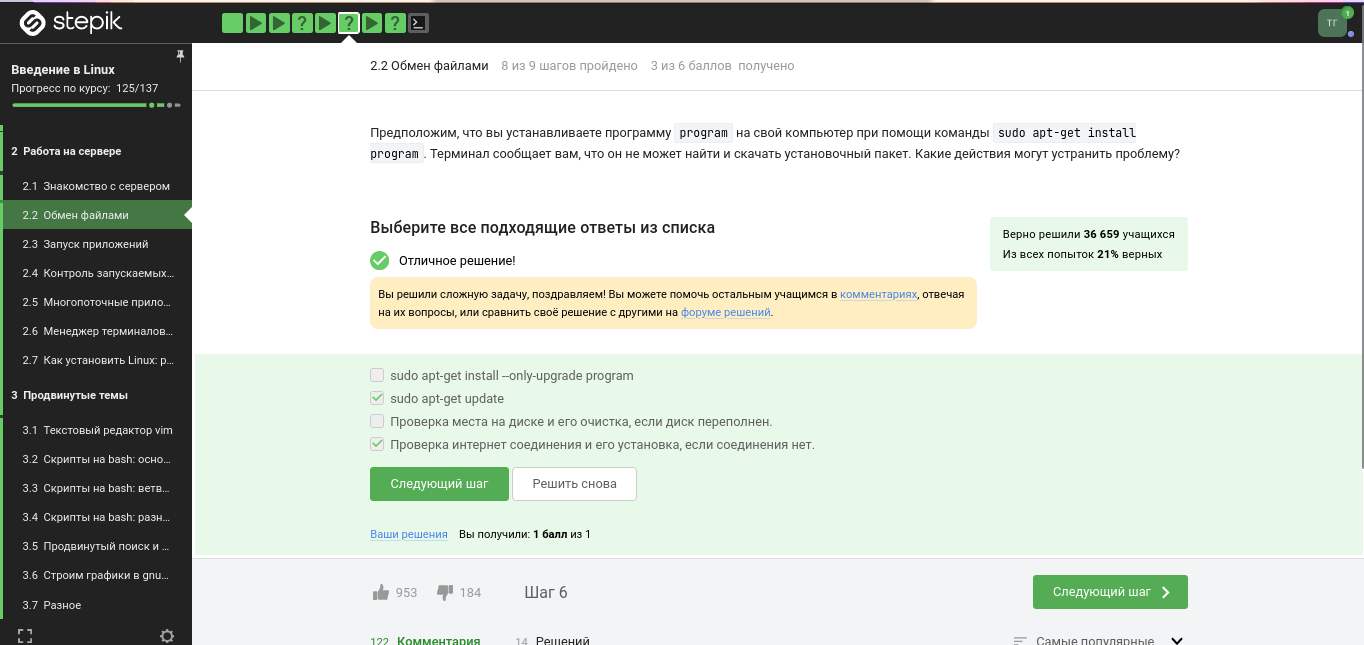 stepik
?
?
?
ТГ
1
Введение в Linux
Прогресс по курсу: 125/137
2 Работа на сервере
2.1 Знакомство с сервером
2.2 Обмен файлами
2.3 Запуск приложений
2.4 Контроль запускаемых...
2.5 Многопоточные прило...
2.6 Менеджер терминалов...
2.7 Как установить Linux: р...
3 Продвинутые темы
3.1 Текстовый редактор vim
3.2 Скрипты на bash: осно...
3.3 Скрипты на bash: ветв...
3.4 Скрипты на bash: разн...
3.5 Продвинутый поиск и ...
3.6 Строим графики в gnu...
3.7 Разное
2.2 Обмен файлами 8 из 9 шагов пройдено 3 из 6 баллов получено
Предположим, что вы устанавливаете программу program на свой компьютер при помощи команды sudo apt-get install
program . Терминал сообщает вам, что он не может найти и скачать установочный пакет. Какие действия могут устранить проблему?
Выберите все подходящие ответы из списка
Верно решили 36 659 учащихся
Из всех попыток 21% верных
Отличное решение!
Вы решили сложную задачу, поздравляем! Вы можете помочь остальным учащимся в комментариях, отвечая
на их вопросы, или сравнить своё решение с другими на форуме решений.
sudo apt-get install --only-upgrade program
sudo apt-get update
Проверка места на диске и его очистка, если диск переполнен.
Проверка интернет соединения и его установка, если соединения нет.
Следующий шаг Решить снова
Ваши решения Вы получили: 1 балл из 1
953 184 Шаг 6 Следующий шаг
122 Комментария 14 Решений Самые популярные